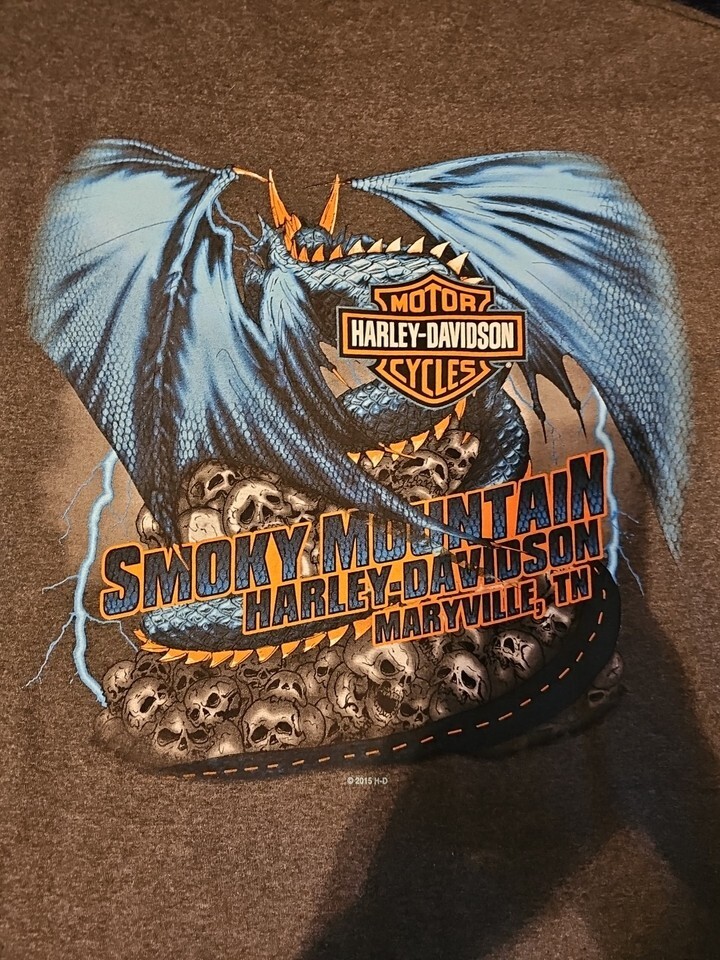 MOTOR
HARLEY-DAVIDSON
CYCLES
SMOKY MOUNTAIN
HARLEY-DAVIDSON
MARYVILLE, TN
© 2015 H-D